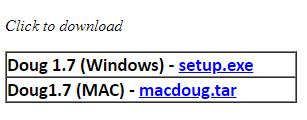 Click to download
Doug 1.7 (Windows) - setup.exe
Doug1.7 (MAC) - macdoug.tar